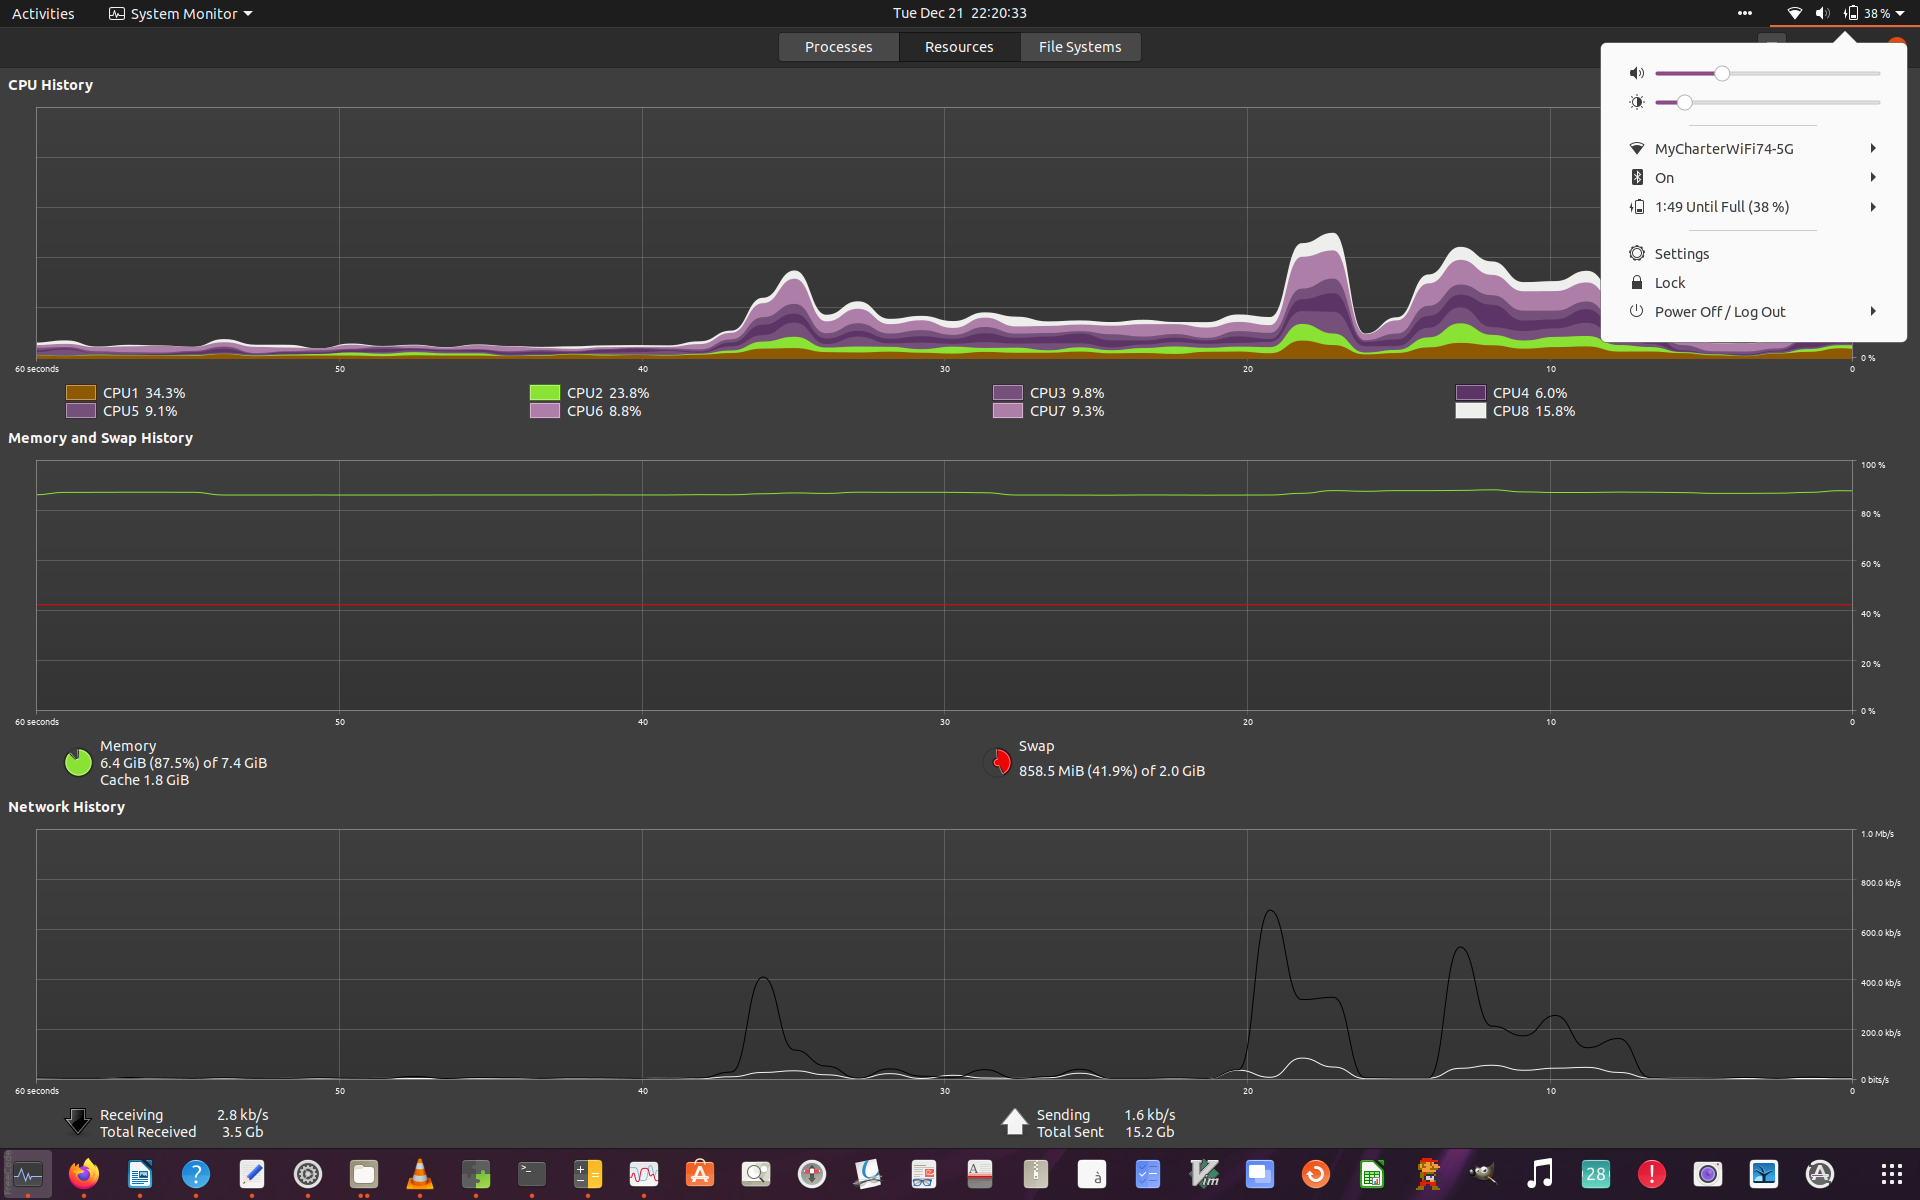 Activities
System Monitor
Tue Dec 21 22:20:33
38 %
Processes
Resources
File Systems
MyCharterWiFi74-5G
On
1:49 Until Full (38 %)
Settings
Lock
Power Off / Log Out
CPU History
0 %
60 seconds 50 40 30 20 10 0
CPU1 34.3% CPU2 23.8% CPU3 9.8% CPU4 6.0%
CPU5 9.1% CPU6 8.8% CPU7 9.3% CPU8 15.8%
Memory and Swap History
100 %
80 %
60 %
40 %
20 %
0 %
60 seconds 50 40 30 20 10 0
Memory
6.4 GiB (87.5%) of 7.4 GiB
Cache 1.8 GiB
Swap
858.5 MiB (41.9%) of 2.0 GiB
Network History
1.0 Mb/s
800.0 kb/s
600.0 kb/s
400.0 kb/s
200.0 kb/s
0 bits/s
60 seconds 50 40 30 20 10 0
Receiving 2.8 kb/s
Total Received 3.5 Gb
Sending 1.6 kb/s
Total Sent 15.2 Gb
28